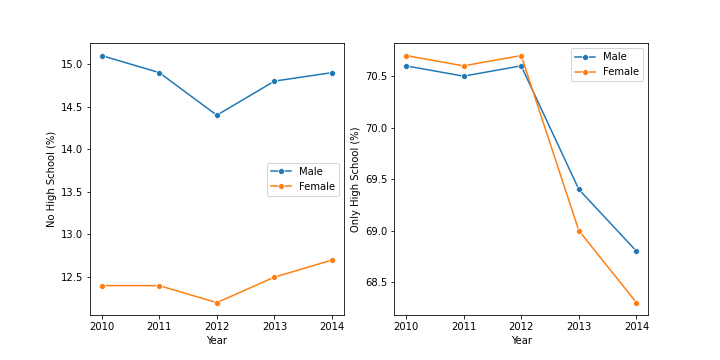 No High School (%)
15.0
14.5
14.0
13.5
13.0
12.5
Male
Female
2010 2011 2012 2013 2014
Year
Only High School (%)
70.5
70.0
69.5
69.0
68.5
Male
Female
2010 2011 2012 2013 2014
Year